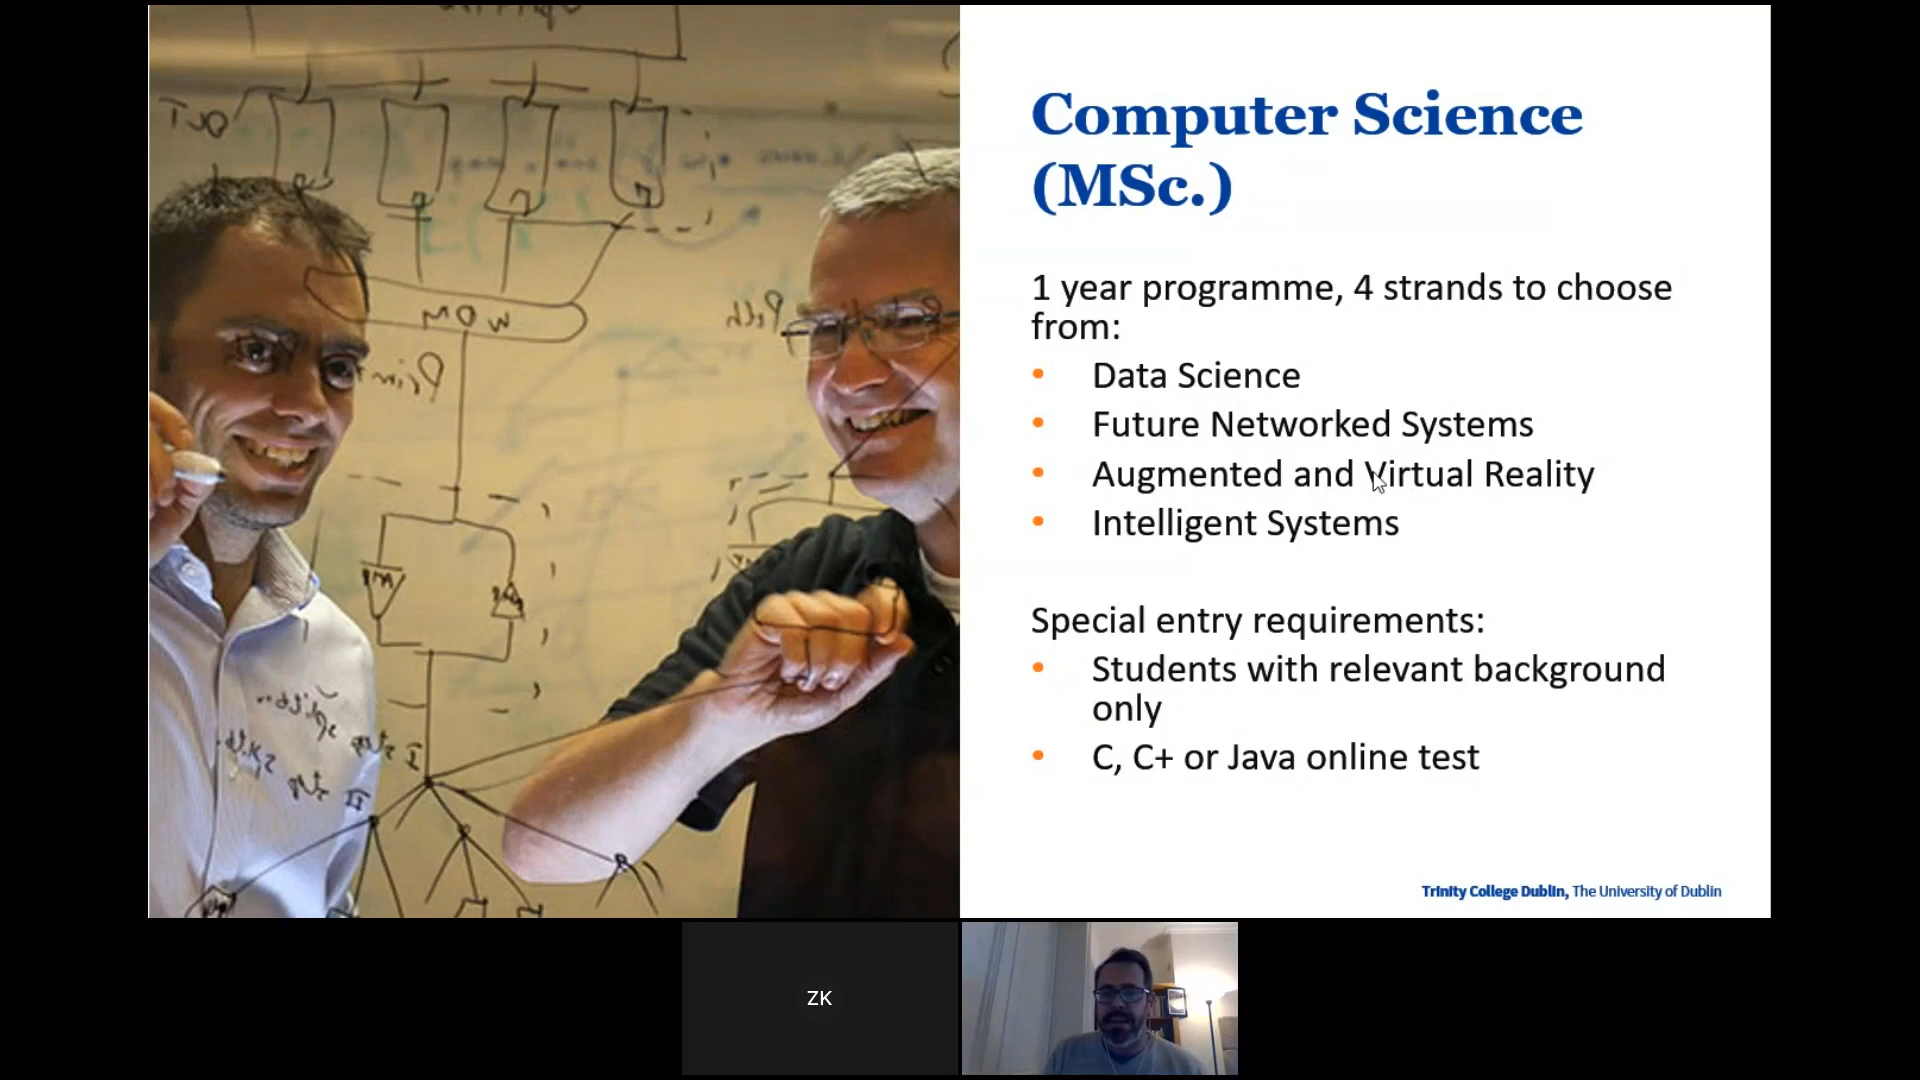 Computer Science
(MSc.)
1 year programme, 4 strands to choose
from:
• Data Science
• Future Networked Systems
• Augmented and Virtual Reality
• Intelligent Systems
Special entry requirements:
• Students with relevant background
only
• C, C+ or Java online test
Trinity College Dublin, The University of Dublin
ZK